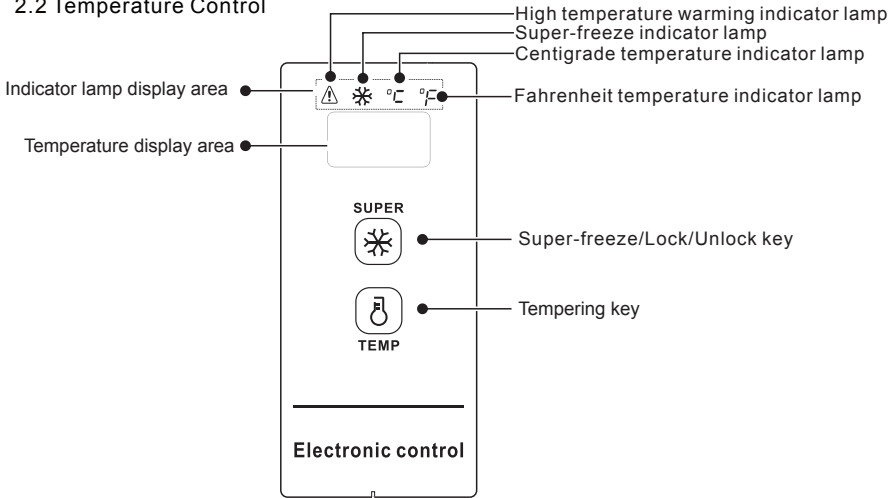 2.2 Temperature Control
High temperature warming indicator lamp
Super-freeze indicator lamp
Centigrade temperature indicator lamp
Indicator lamp display area
°C °F
Fahrenheit temperature indicator lamp
Temperature display area
SUPER
Super-freeze/Lock/Unlock key
Tempering key
TEMP
Electronic control